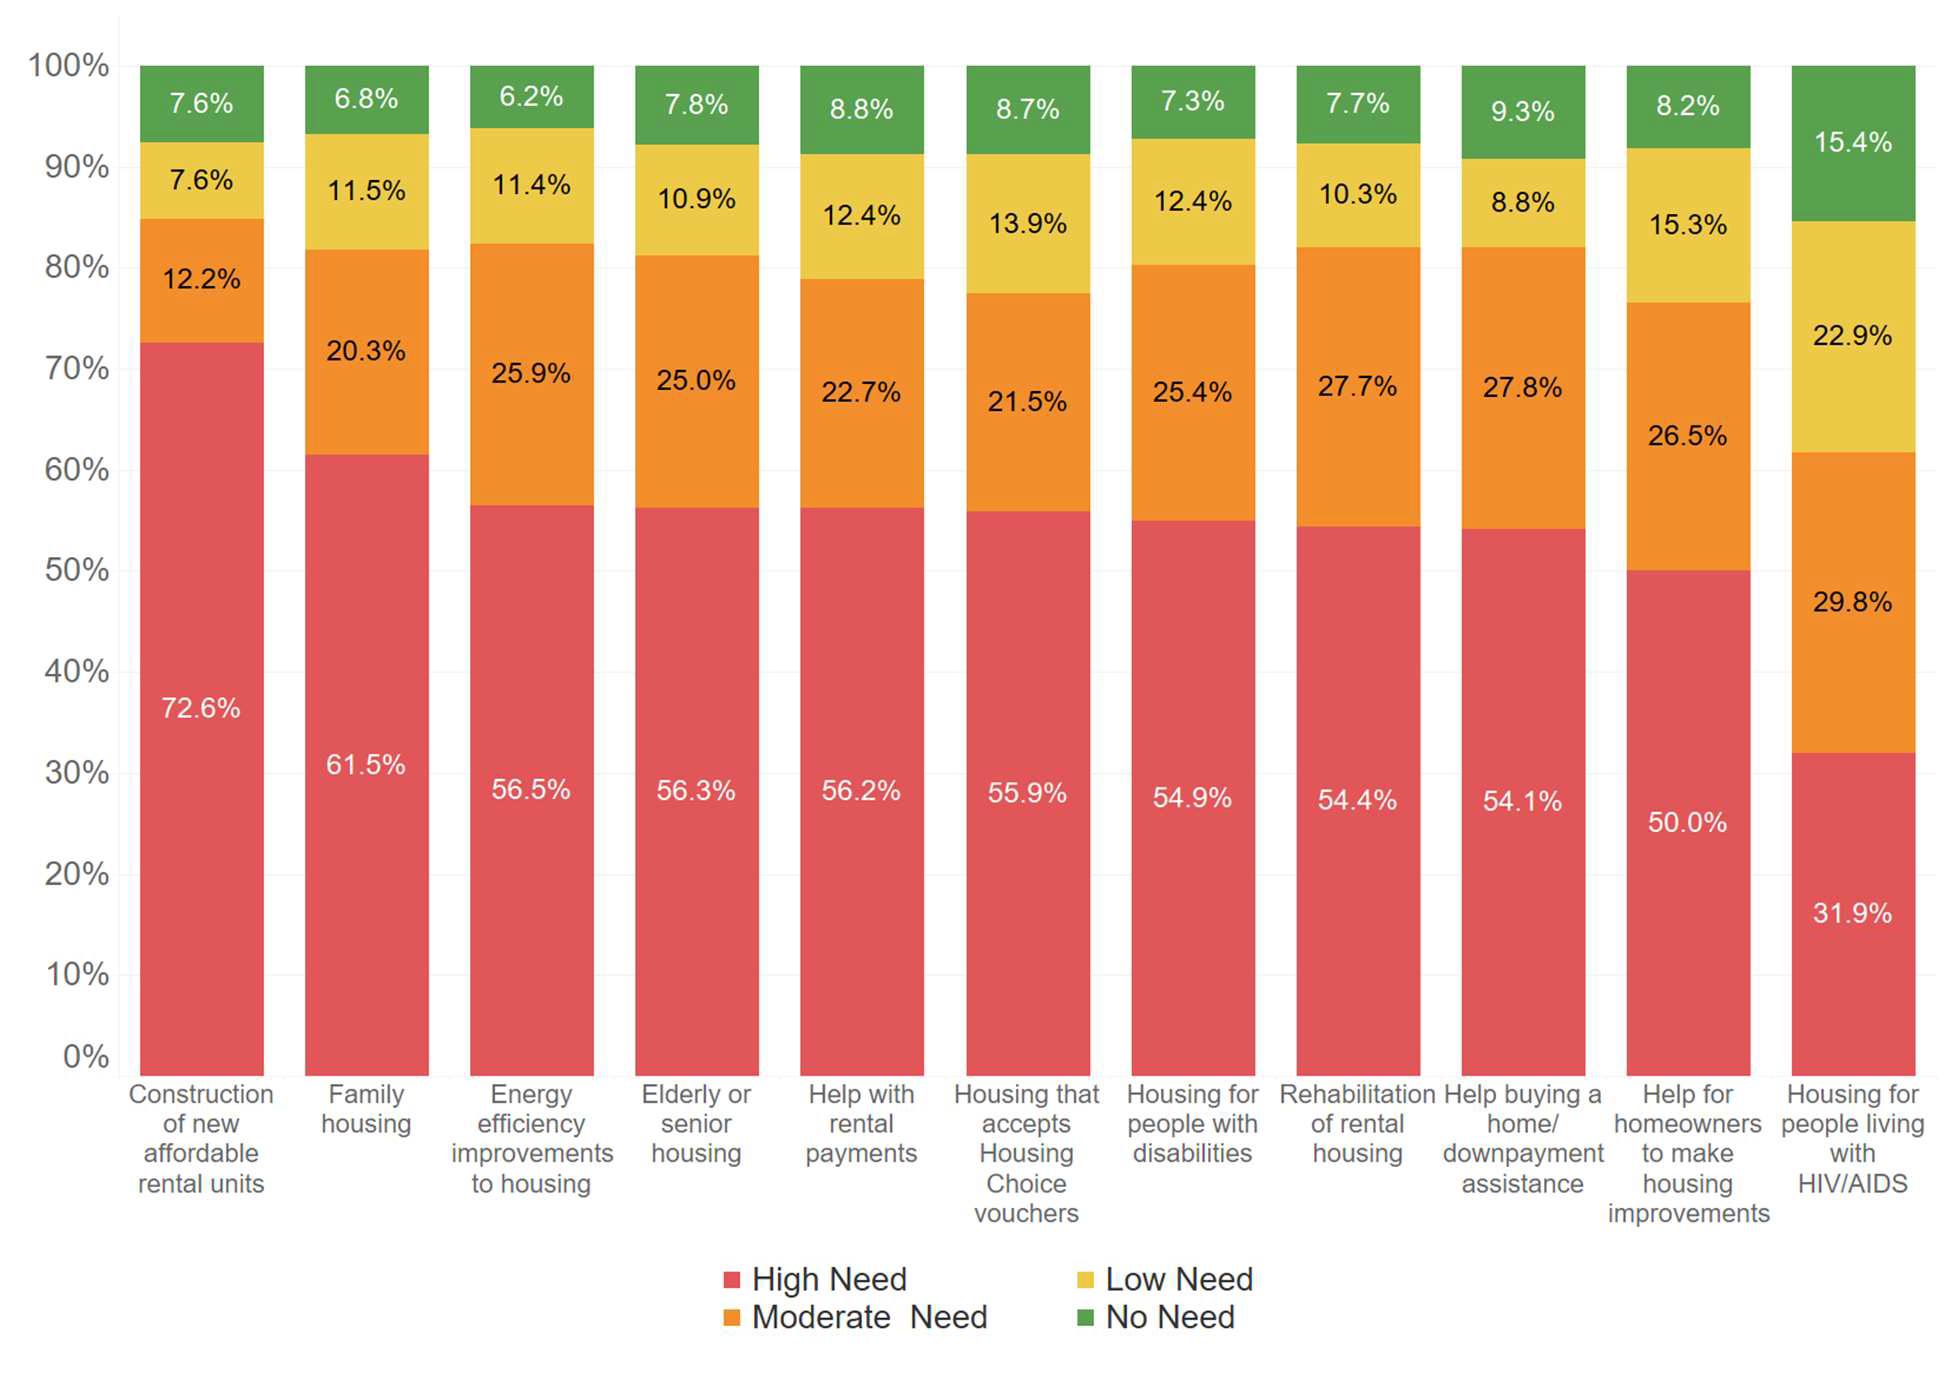 100%
90%
80%
70%
60%
50%
40%
30%
20%
10%
0%
7.6%
7.6%
12.2%
72.6%
6.8%
11.5%
20.3%
61.5%
6.2%
11.4%
25.9%
56.5%
7.8%
10.9%
25.0%
56.3%
8.8%
12.4%
22.7%
56.2%
8.7%
13.9%
21.5%
55.9%
7.3%
12.4%
25.4%
54.9%
7.7%
10.3%
27.7%
54.4%
9.3%
8.8%
27.8%
54.1%
8.2%
15.3%
26.5%
50.0%
15.4%
22.9%
29.8%
31.9%
Construction
of new
affordable
rental units
Family
housing
Energy
efficiency
improvements
to housing
Elderly or
senior
housing
Help with
rental
payments
Housing that
accepts
Housing
Choice
vouchers
Housing for
people with
disabilities
Rehabilitation
of rental
housing
Help buying a
home/
downpayment
assistance
Help for
homeowners
to make
housing
improvements
Housing for
people living
with
HIV/AIDS
High Need
Moderate  Need
Low Need
No Need